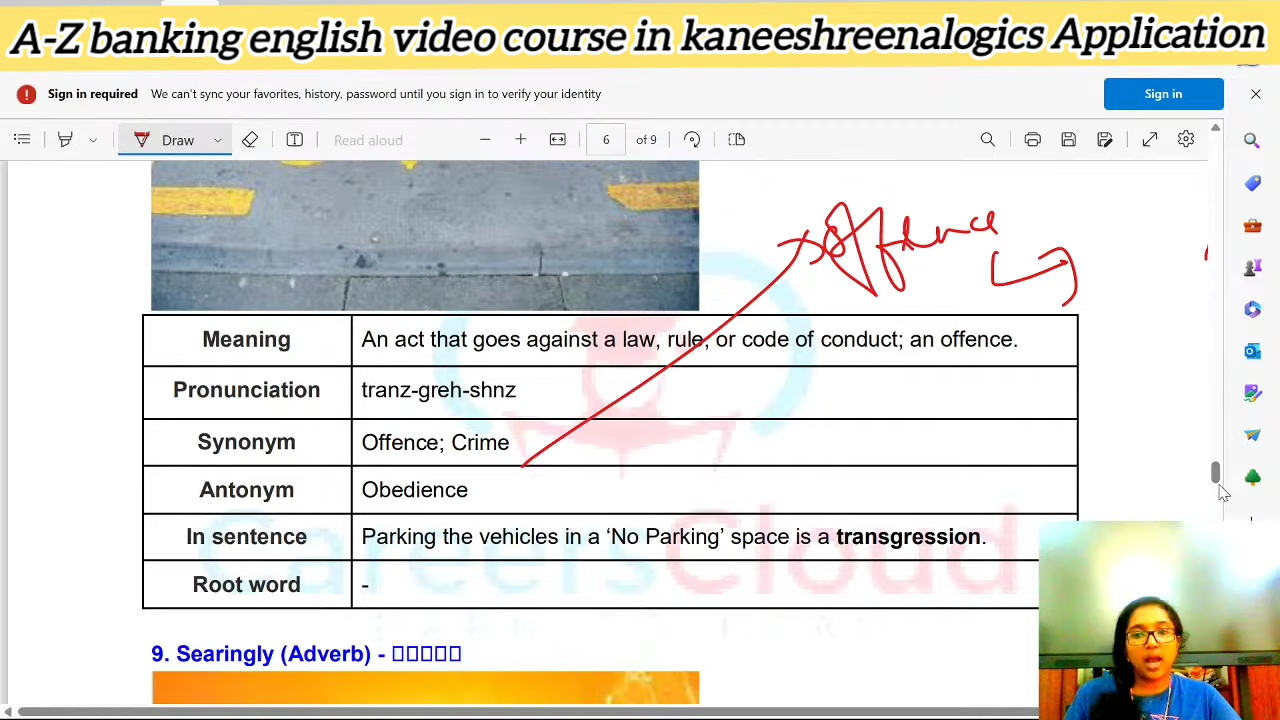 A-Z banking english video course in kaneeshreenalogics Application
Sign in required We can't sync your favorites, history, password until you sign in to verify your identity Sign in
Draw Read aloud 6 of 9
offence
Meaning An act that goes against a law, rule, or code of conduct; an offence.
Pronunciation tranz-greh-shnz
Synonym Offence; Crime
Antonym Obedience
In sentence Parking the vehicles in a ‘No Parking’ space is a transgression.
Root word -
CareersCloud
9. Searingly (Adverb) - ▯▯▯▯▯